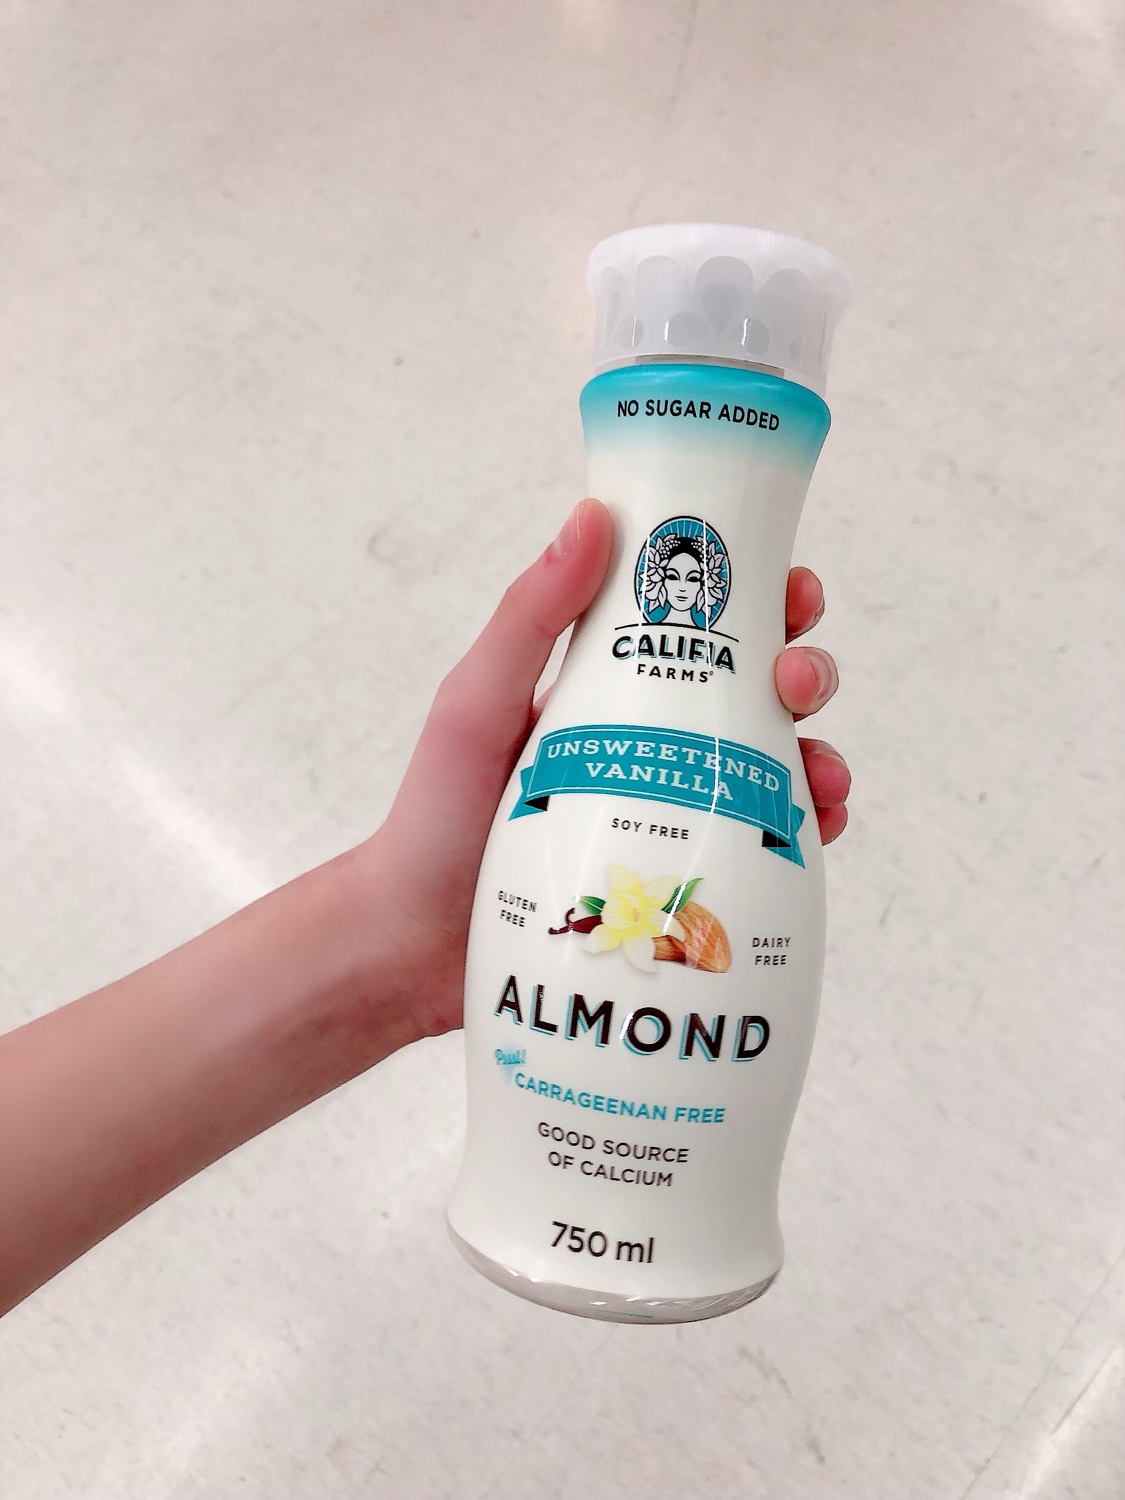 NO SUGAR ADDED
CALIFIA
FARMS®
UNSWEETENED
VANILLA
SOY FREE
GLUTEN
FREE
DAIRY
FREE
ALMOND
Pssst!
CARRAGEENAN FREE
GOOD SOURCE
OF CALCIUM
750 ml